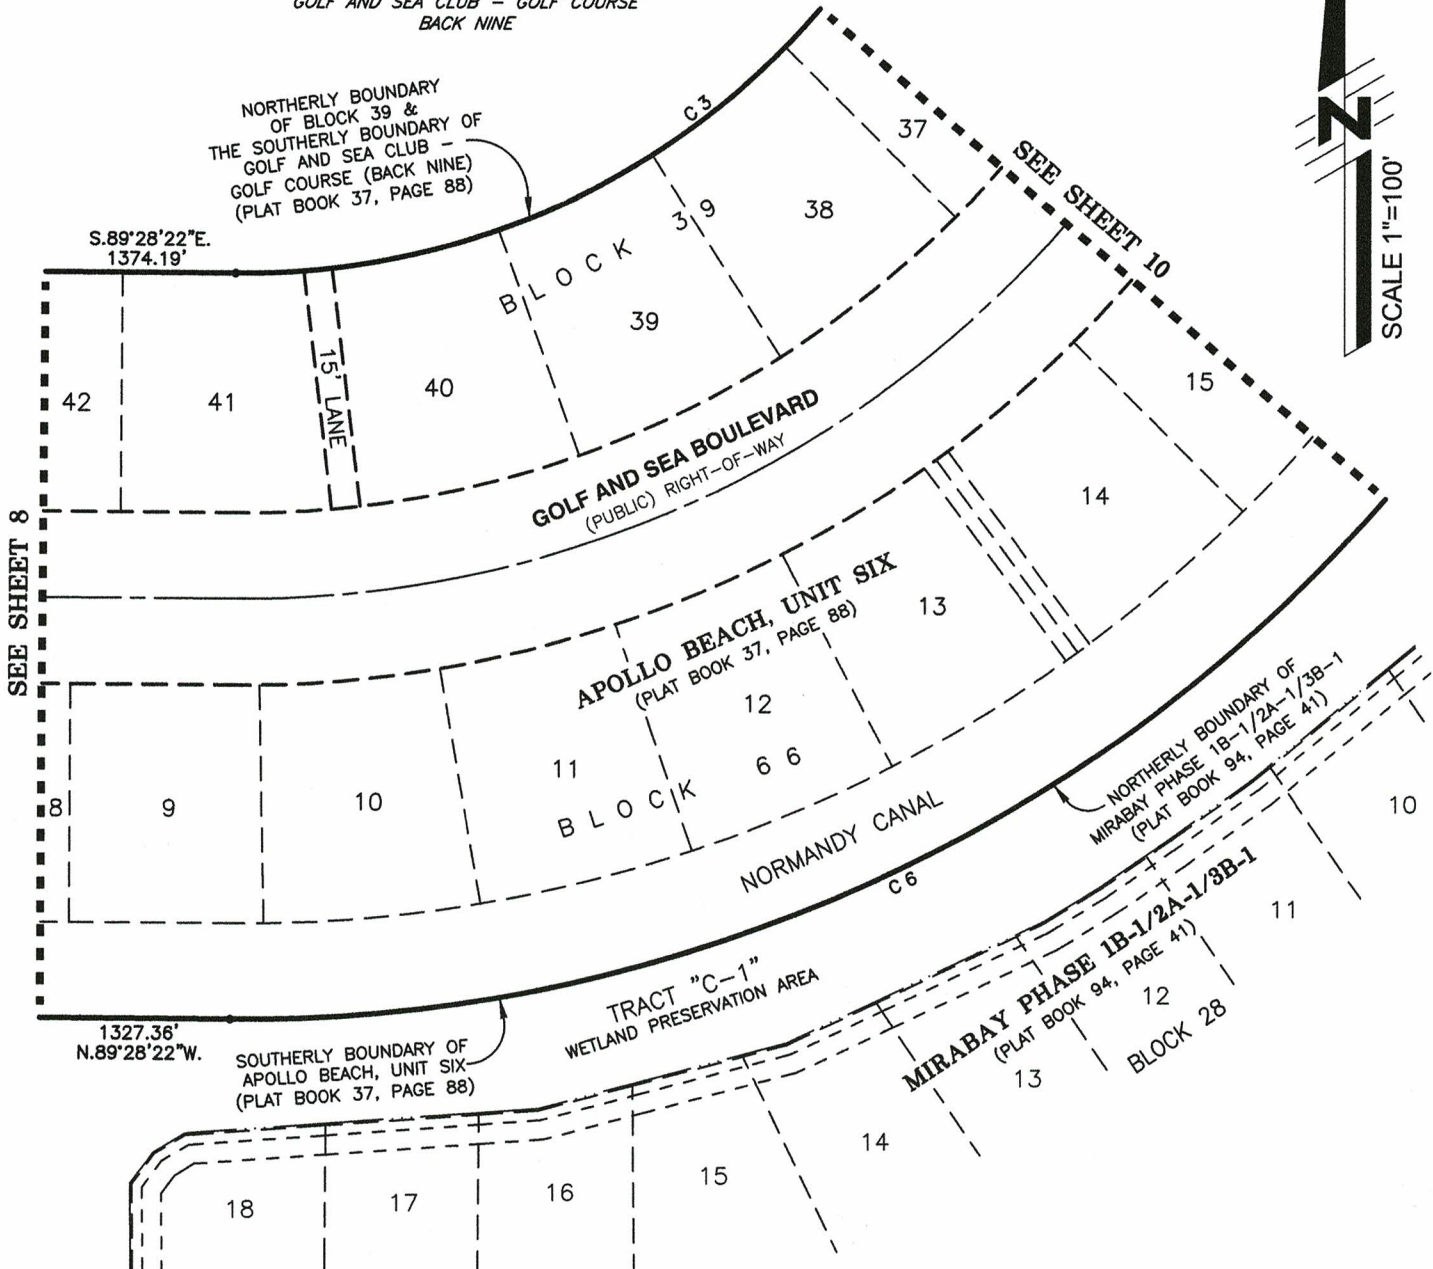 GOLF AND SEA CLUB – GOLF COURSE
BACK NINE
NORTHERLY BOUNDARY
OF BLOCK 39 &
THE SOUTHERLY BOUNDARY OF
GOLF AND SEA CLUB –
GOLF COURSE (BACK NINE)
(PLAT BOOK 37, PAGE 88)
C 3
37
38
SEE SHEET 10
N
SCALE 1"=100'
S.89°28'22"E.
1374.19'
BLOCK 39
39
40
15' LANE
41
42
GOLF AND SEA BOULEVARD
(PUBLIC) RIGHT–OF–WAY
15
14
SEE SHEET 8
APOLLO BEACH, UNIT SIX
(PLAT BOOK 37, PAGE 88)
13
12
11
BLOCK 66
10
9
8
NORMANDY CANAL
C 6
NORTHERLY BOUNDARY OF
MIRABAY PHASE 1B–1/2A–1/3B–1
(PLAT BOOK 94, PAGE 41)
10
1327.36'
N.89°28'22"W.
SOUTHERLY BOUNDARY OF
APOLLO BEACH, UNIT SIX
(PLAT BOOK 37, PAGE 88)
TRACT "C–1"
WETLAND PRESERVATION AREA
MIRABAY PHASE 1B-1/2A-1/3B-1
(PLAT BOOK 94, PAGE 41)
11
12
BLOCK 28
13
14
15
16
17
18